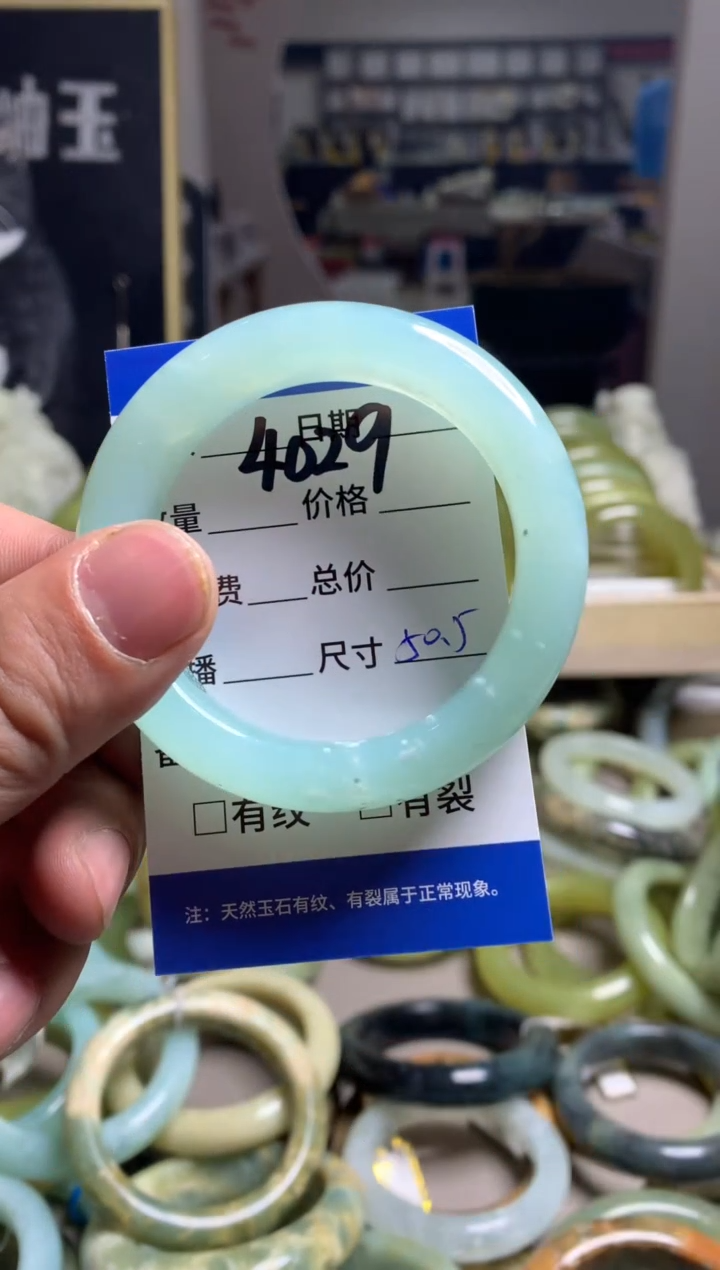 岫玉
日期
4029
量 价格
费 总价
播 尺寸 50.5
□有纹 □有裂
注：天然玉石有纹、有裂属于正常现象。